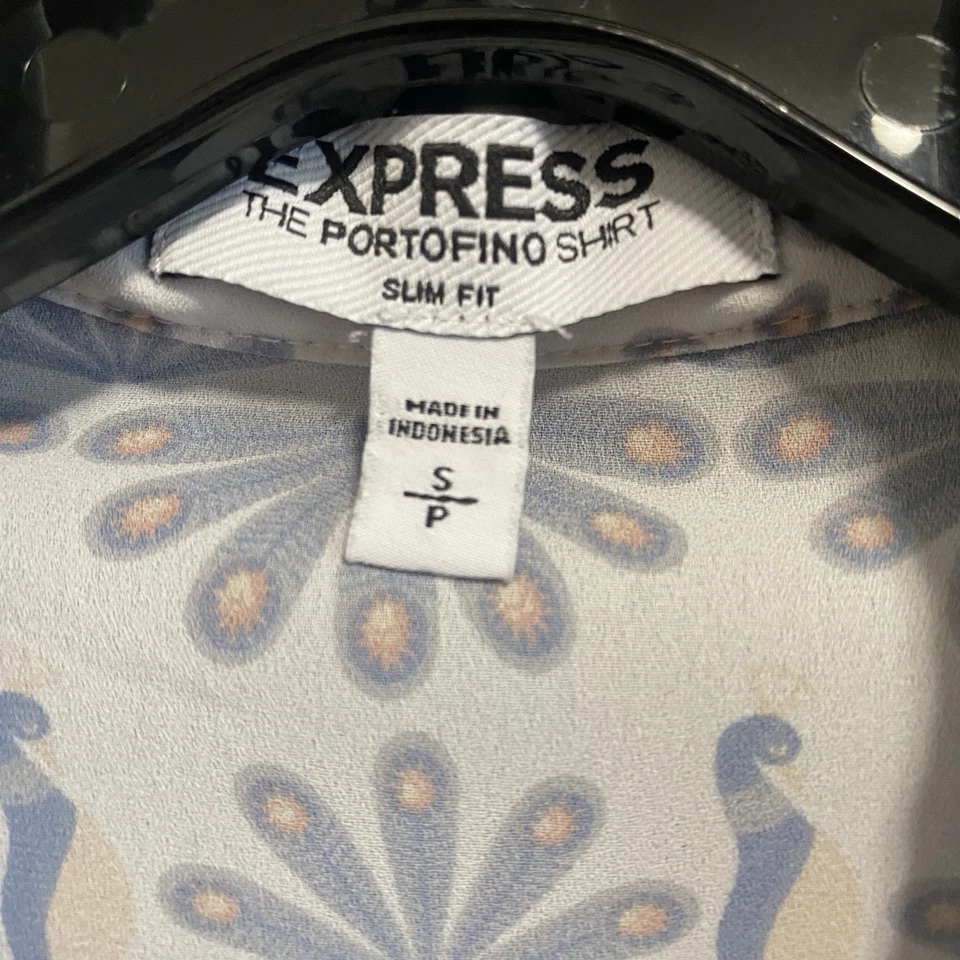 EXPRESS
THE PORTOFINO SHIRT
SLIM FIT
MADE IN
INDONESIA
S
P